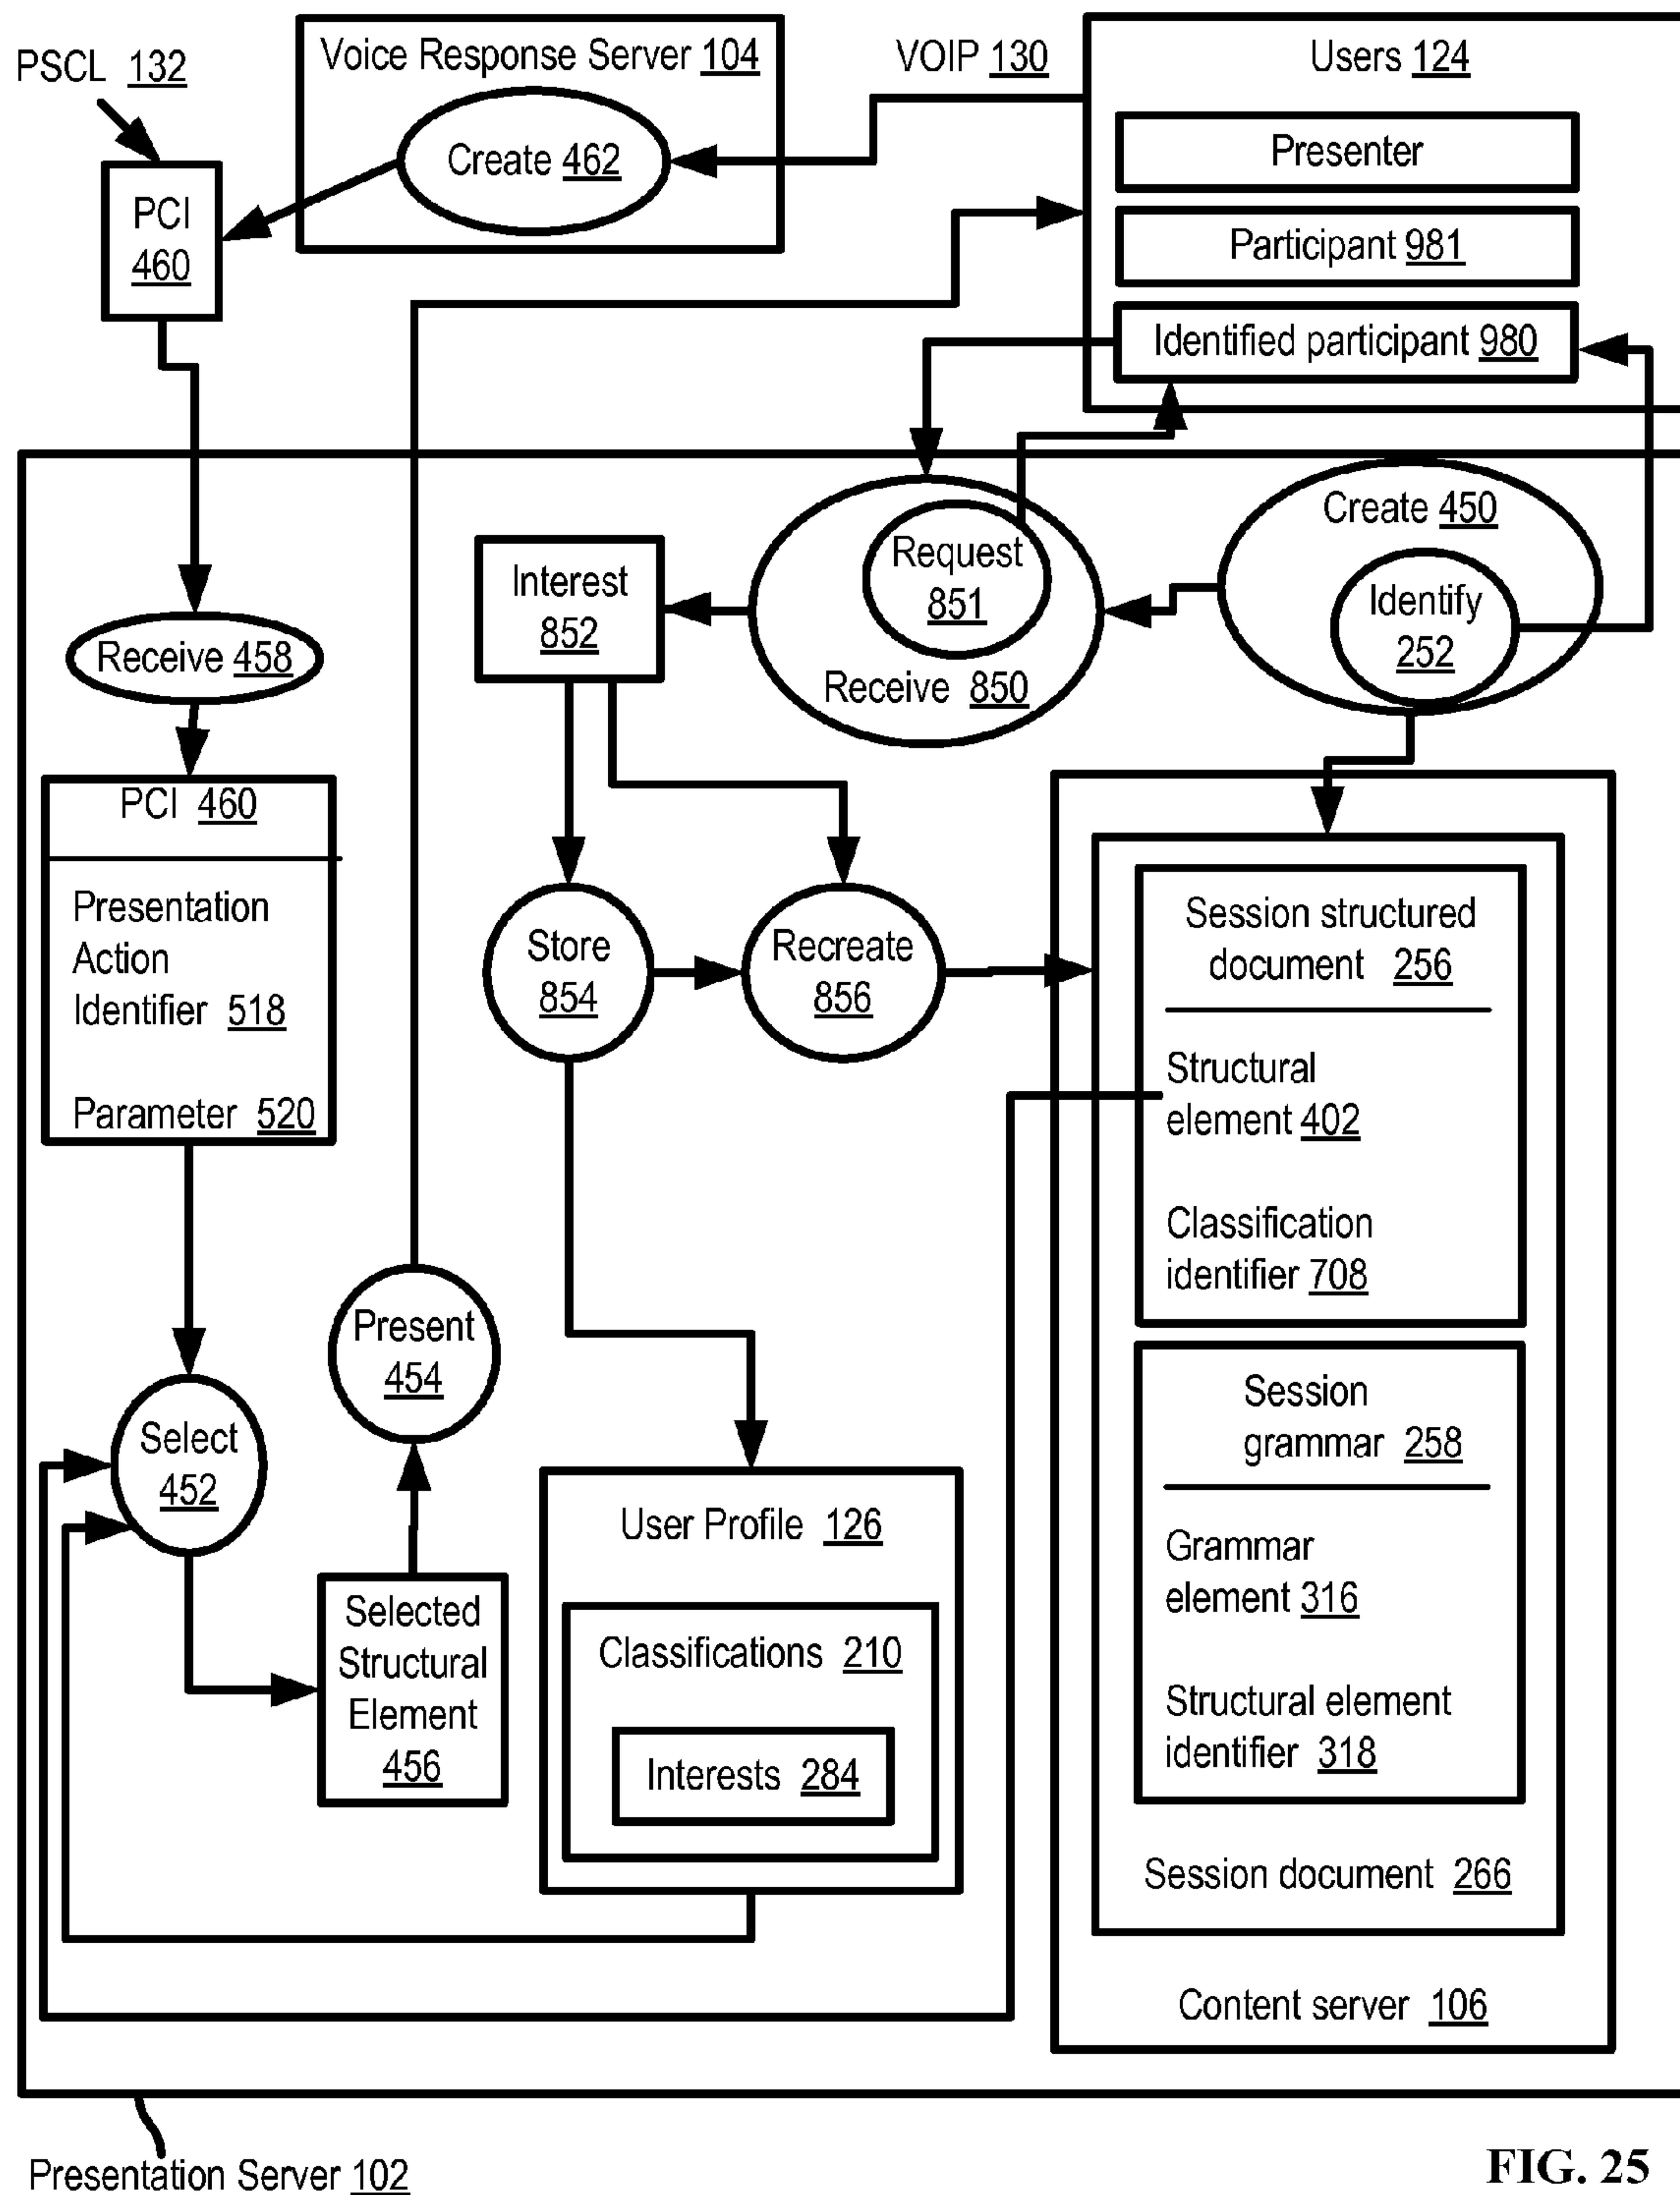 PSCL 132
Voice Response Server 104
Create 462
VOIP 130
Users 124
Presenter
Participant 981
Identified participant 980
PCI
460
Create 450
Identify
252
Request
851
Receive 850
Interest
852
Receive 458
PCI 460
Presentation
Action
Identifier 518
Parameter 520
Store
854
Recreate
856
Session structured
document 256
Structural
element 402
Classification
identifier 708
Session
grammar 258
Grammar
element 316
Structural element
identifier 318
Session document 266
Content server 106
Present
454
Select
452
Selected
Structural
Element
456
User Profile 126
Classifications 210
Interests 284
Presentation Server 102
FIG. 25